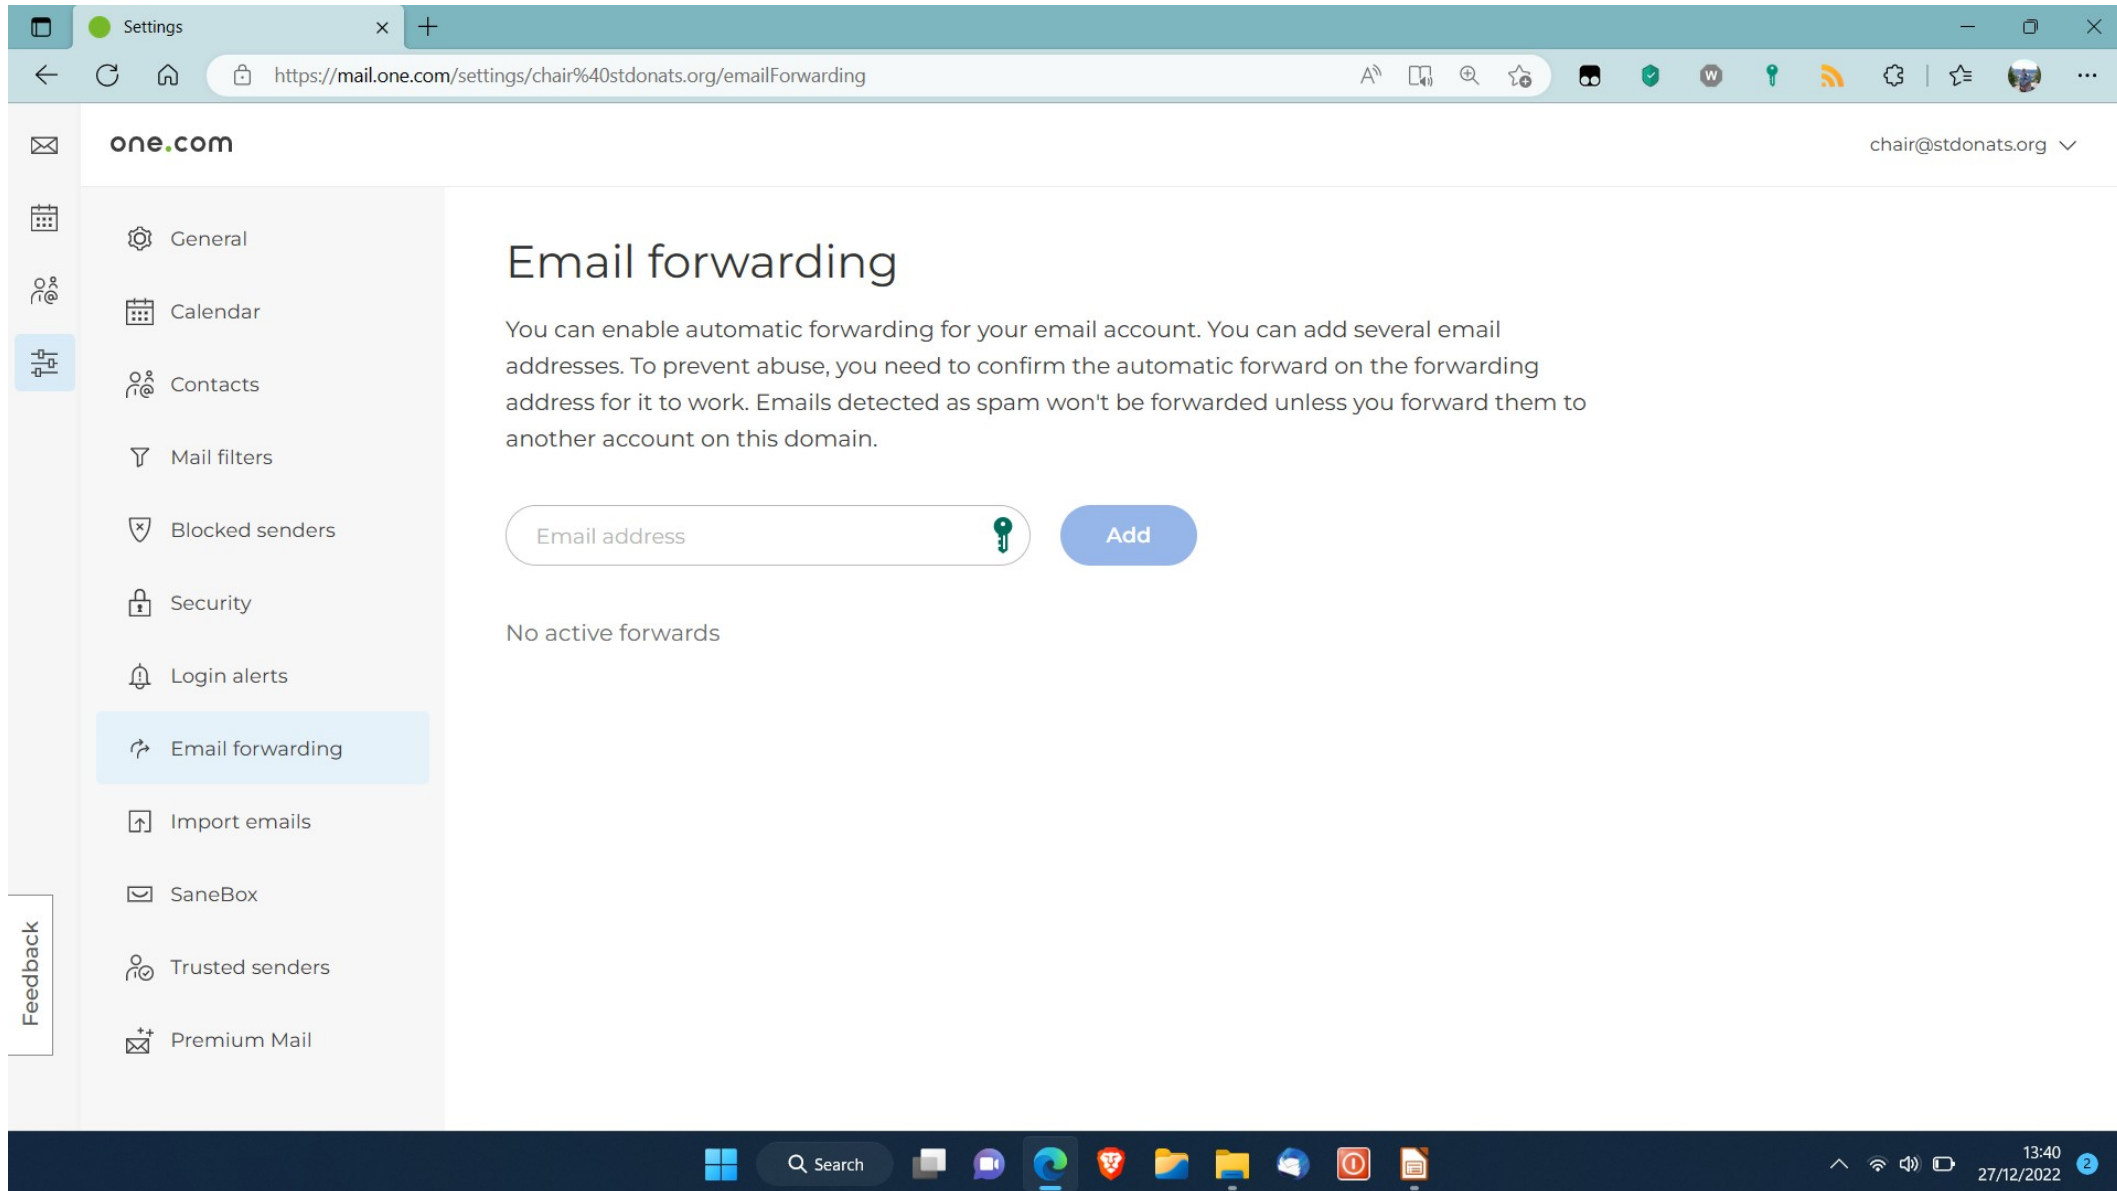 Settings
https://mail.one.com/settings/chair%40stdonats.org/emailForwarding
one.com
chair@stdonats.org
General
Calendar
Contacts
Mail filters
Blocked senders
Security
Login alerts
Email forwarding
Import emails
SaneBox
Trusted senders
Premium Mail
Feedback
Email forwarding
You can enable automatic forwarding for your email account. You can add several email
addresses. To prevent abuse, you need to confirm the automatic forward on the forwarding
address for it to work. Emails detected as spam won't be forwarded unless you forward them to
another account on this domain.
Email address
Add
No active forwards
Search
13:40
27/12/2022
2